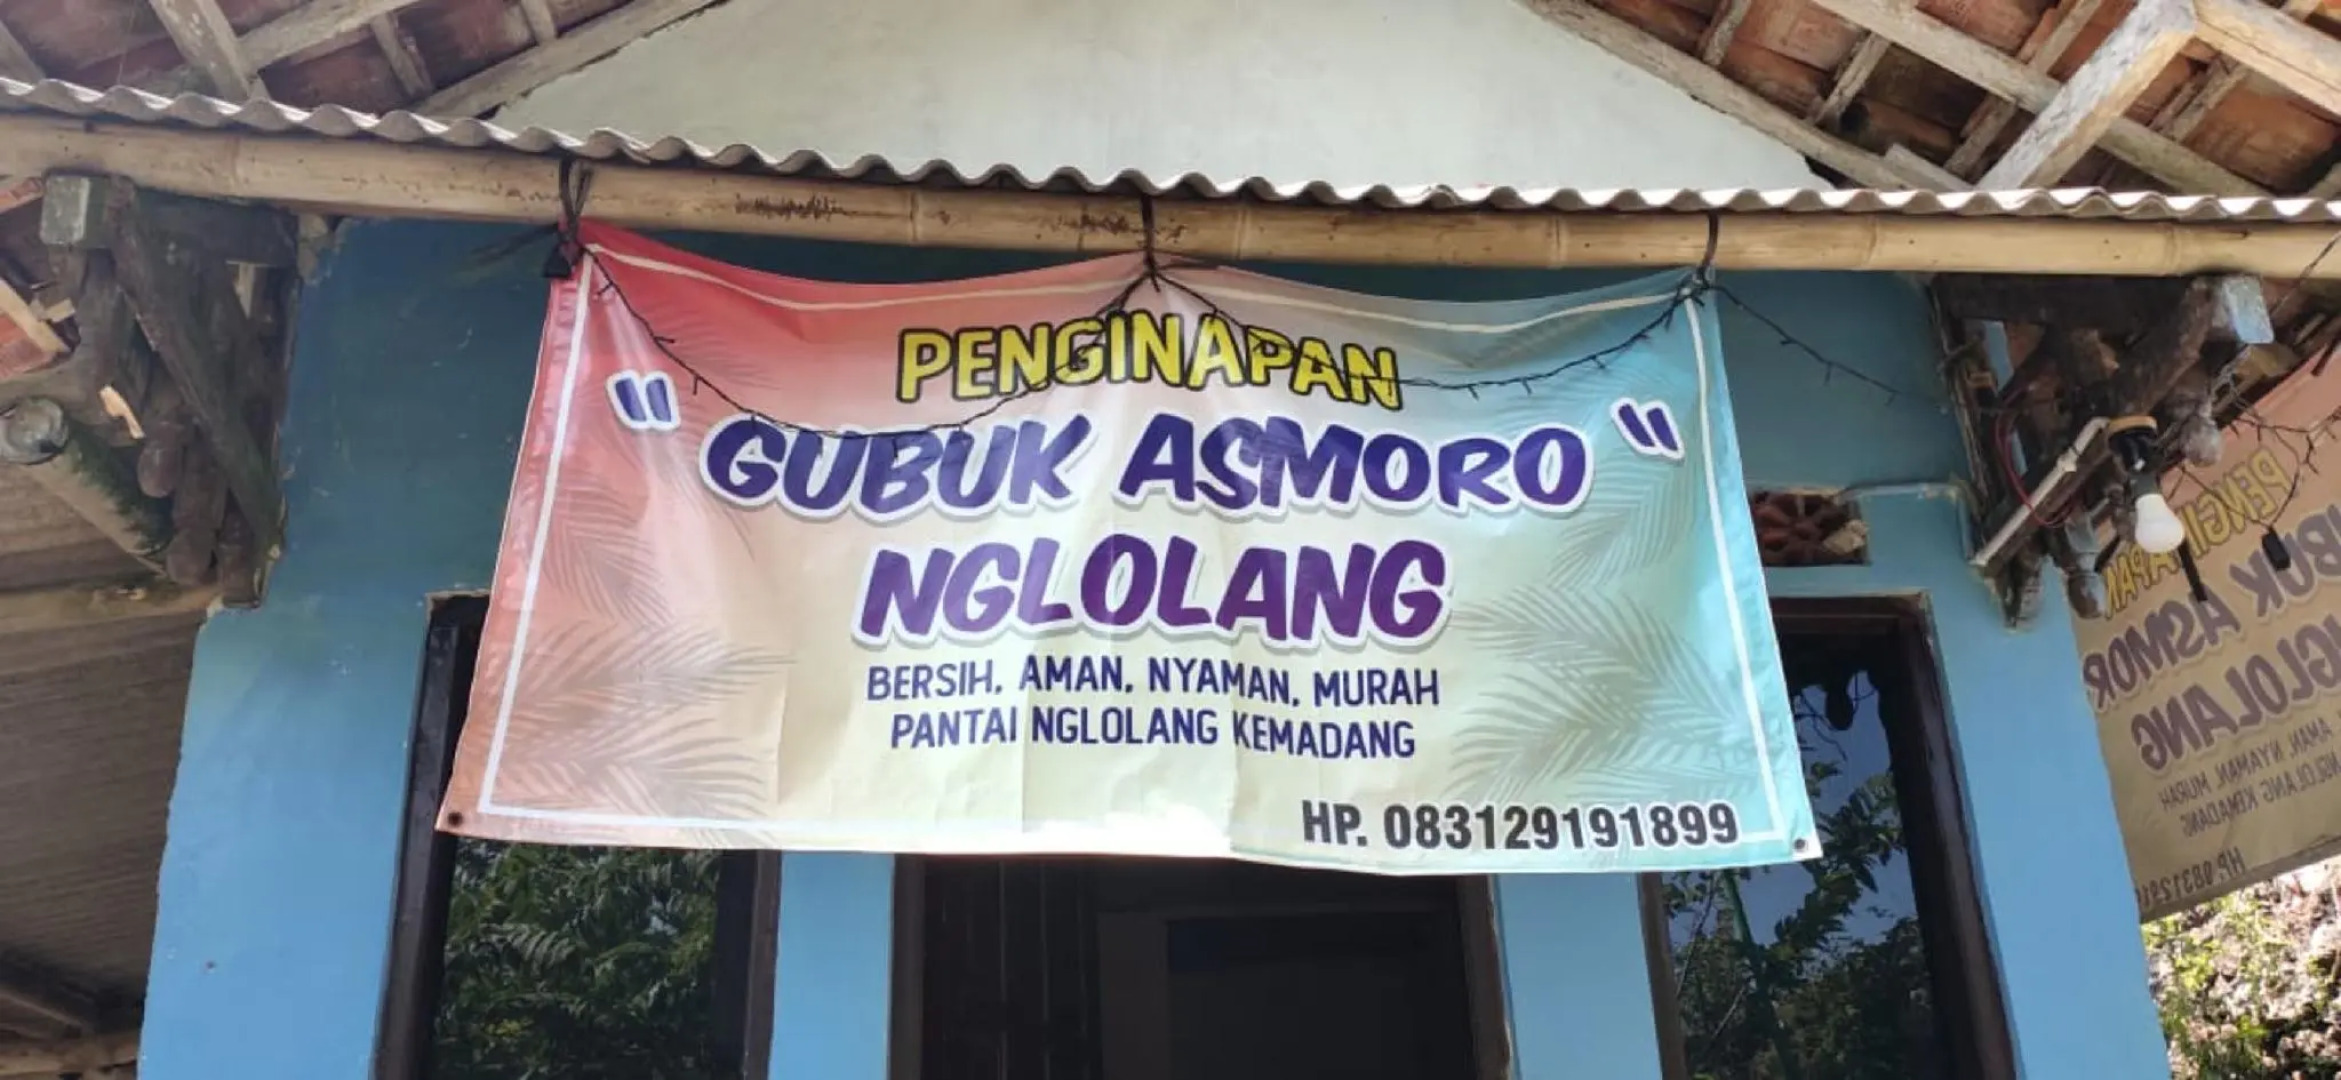 PENGINAPAN
"GUBUK ASMORO"
NGLOLANG
BERSIH, AMAN, NYAMAN, MURAH
PANTAI NGLOLANG KEMADANG
HP. 083129191899